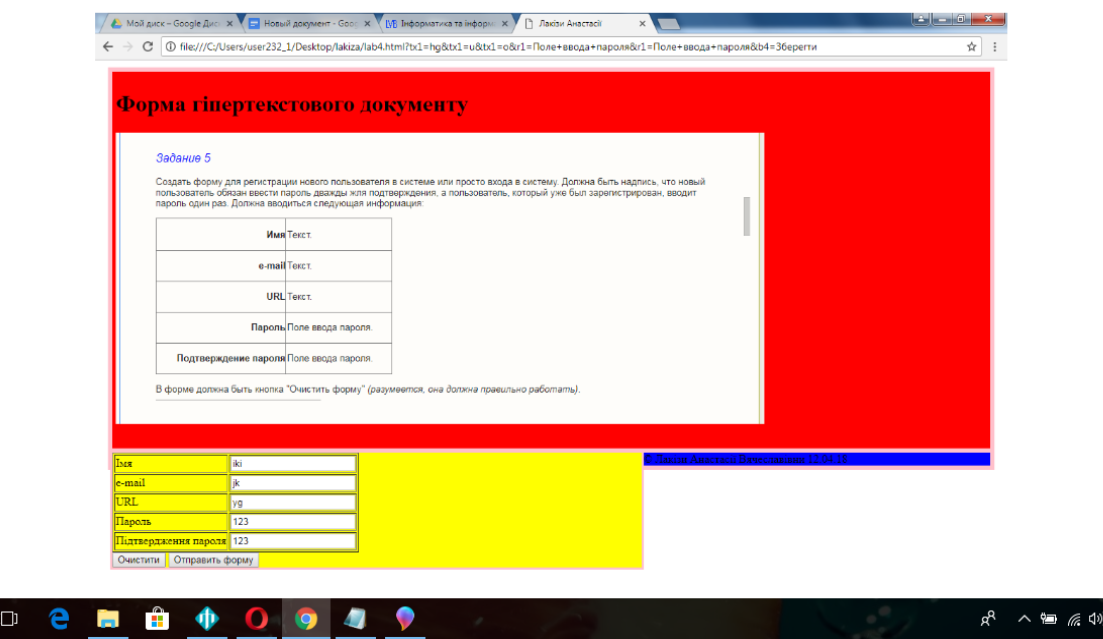 Мой диск – Google Дис
Новый документ - Goog
Інформатика та інформ
Лакізи Анастасії
file:///C:/Users/user232_1/Desktop/lakiza/lab4.html?tx1=hg&tx1=u&tx1=o&r1=Поле+ввода+пароля&r1=Поле+ввода+пароля&b4=Зберегти
Форма гіпертекстового документу
Задание 5
Создать форму для регистрации нового пользователя в системе или просто входа в систему. Должна быть надпись, что новый
пользователь обязан ввести пароль дважды жля подтверждения, а пользователь, который уже был зарегистрирован, вводит
пароль один раз. Должна вводиться следующая информация:
Имя Текст.
e-mail Текст.
URL Текст.
Пароль Поле ввода пароля.
Подтверждение пароля Поле ввода пароля.
В форме должна быть кнопка "Очистить форму" (разумеется, она должна правильно работать).
© Лакізи Анастасії Вячеславівни 12.04.18
Імя iki
e-mail jk
URL yg
Пароль 123
Підтвердження пароля 123
Очистити Отправить форму